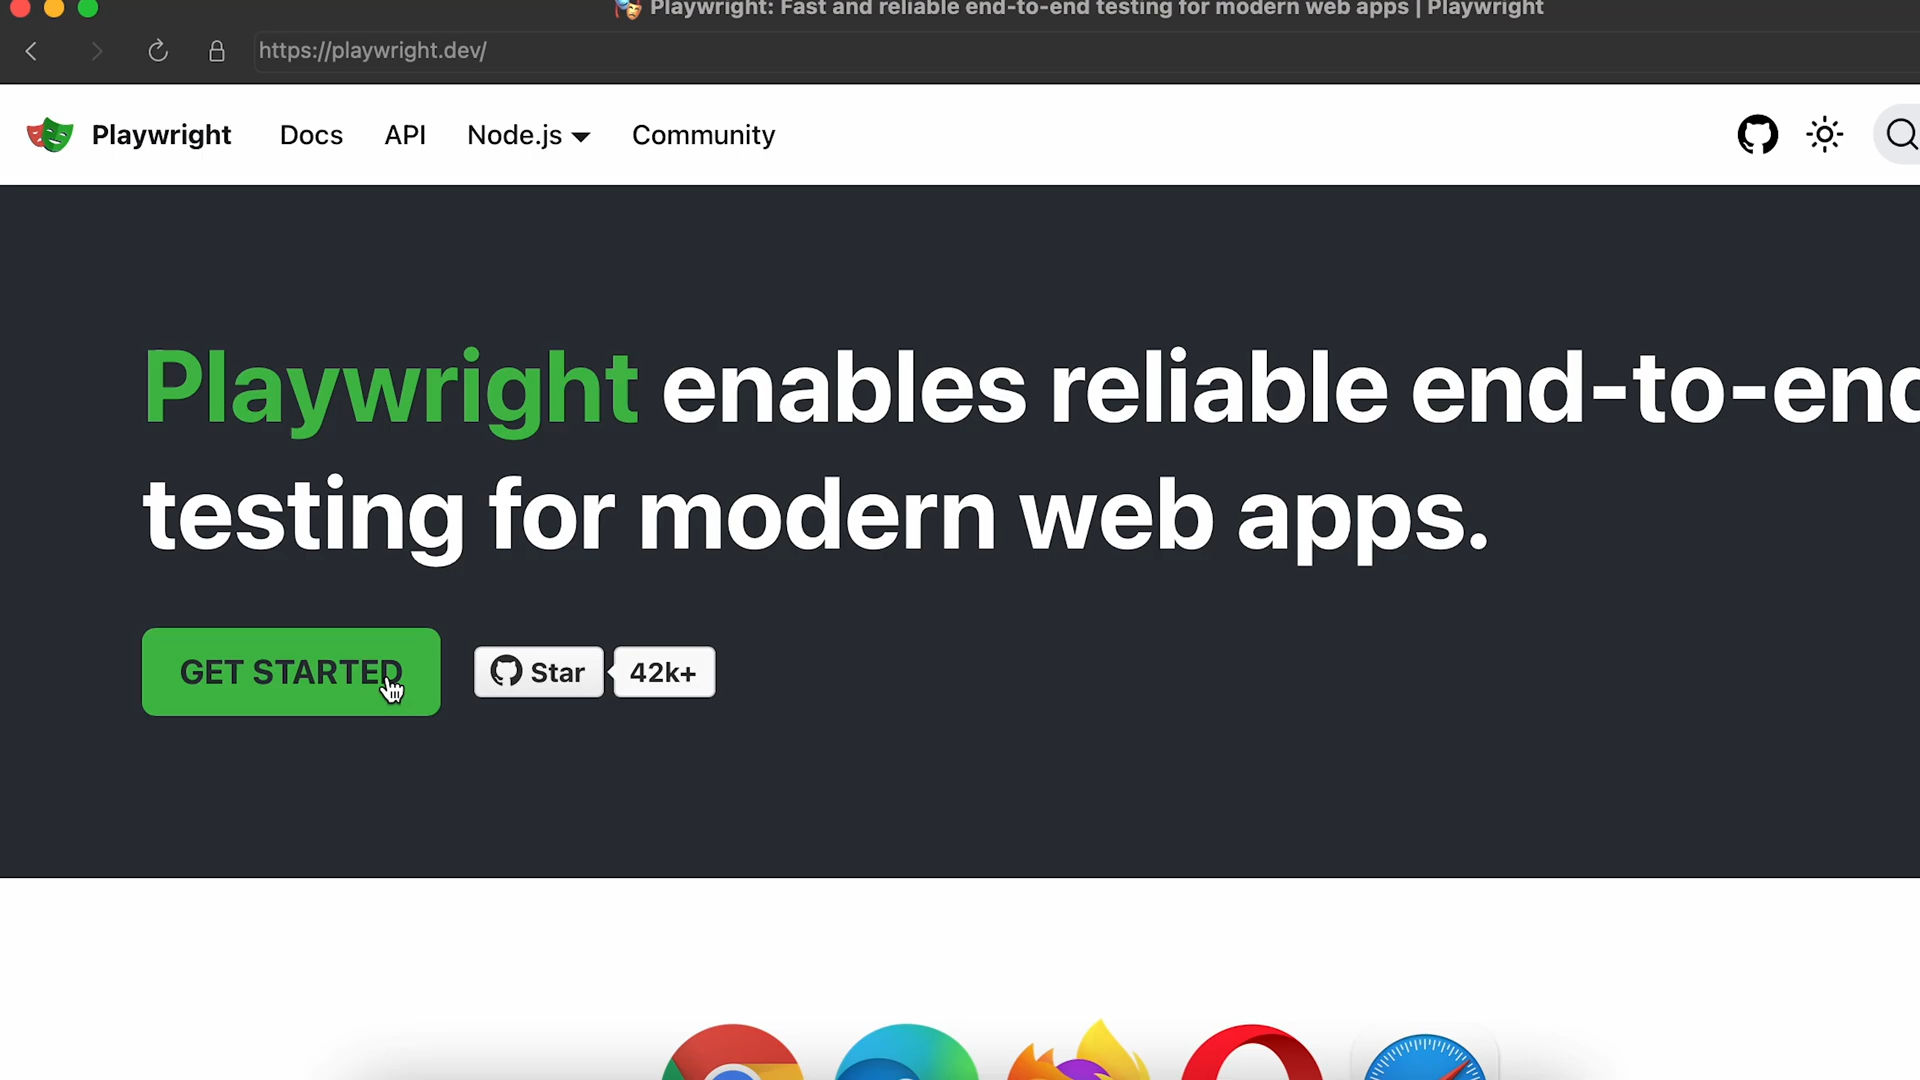 Playwright: Fast and reliable end-to-end testing for modern web apps | Playwright
https://playwright.dev/
Playwright Docs API Node.js Community
Playwright enables reliable end-to-end
testing for modern web apps.
GET STARTED Star 42k+